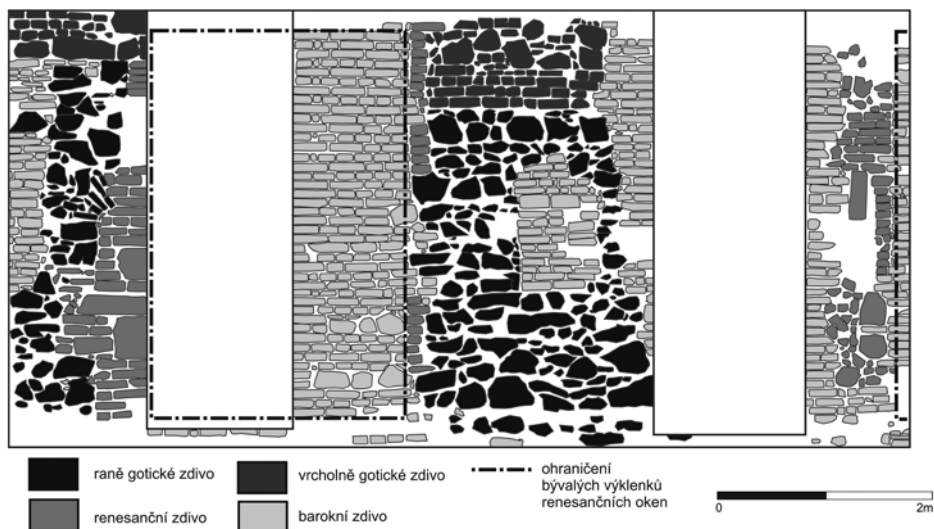 raně gotické zdivo
vrcholně gotické zdivo
ohraničení
bývalých výklenků
renesančních oken
renesanční zdivo
barokní zdivo
0
2m